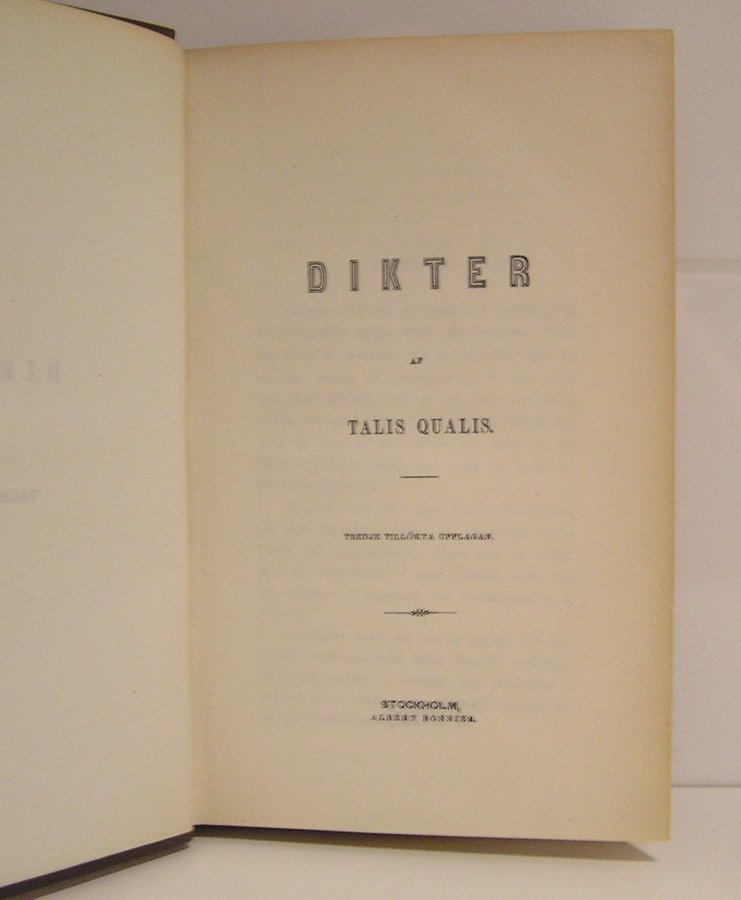 DIKTER
AF
TALIS QUALIS.
TREDJE TILLÖKTA UPPLAGAN.
STOCKHOLM,
ALBERT BONNIER.